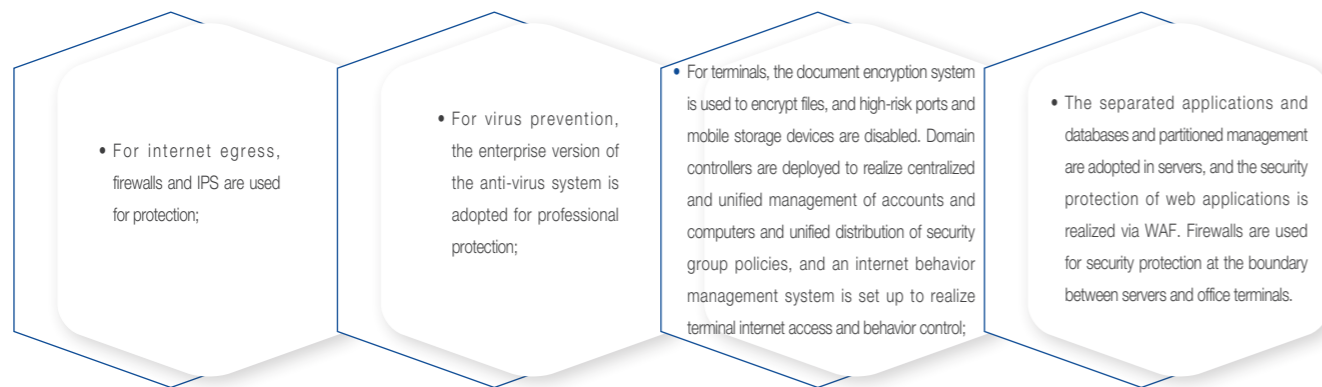 • For internet egress,
firewalls and IPS are used
for protection;
• For virus prevention,
the enterprise version of
the anti-virus system is
adopted for professional
protection;
• For terminals, the document encryption system
is used to encrypt files, and high-risk ports and
mobile storage devices are disabled. Domain
controllers are deployed to realize centralized
and unified management of accounts and
computers and unified distribution of security
group policies, and an internet behavior
management system is set up to realize
terminal internet access and behavior control;
• The separated applications and
databases and partitioned management
are adopted in servers, and the security
protection of web applications is
realized via WAF. Firewalls are used
for security protection at the boundary
between servers and office terminals.